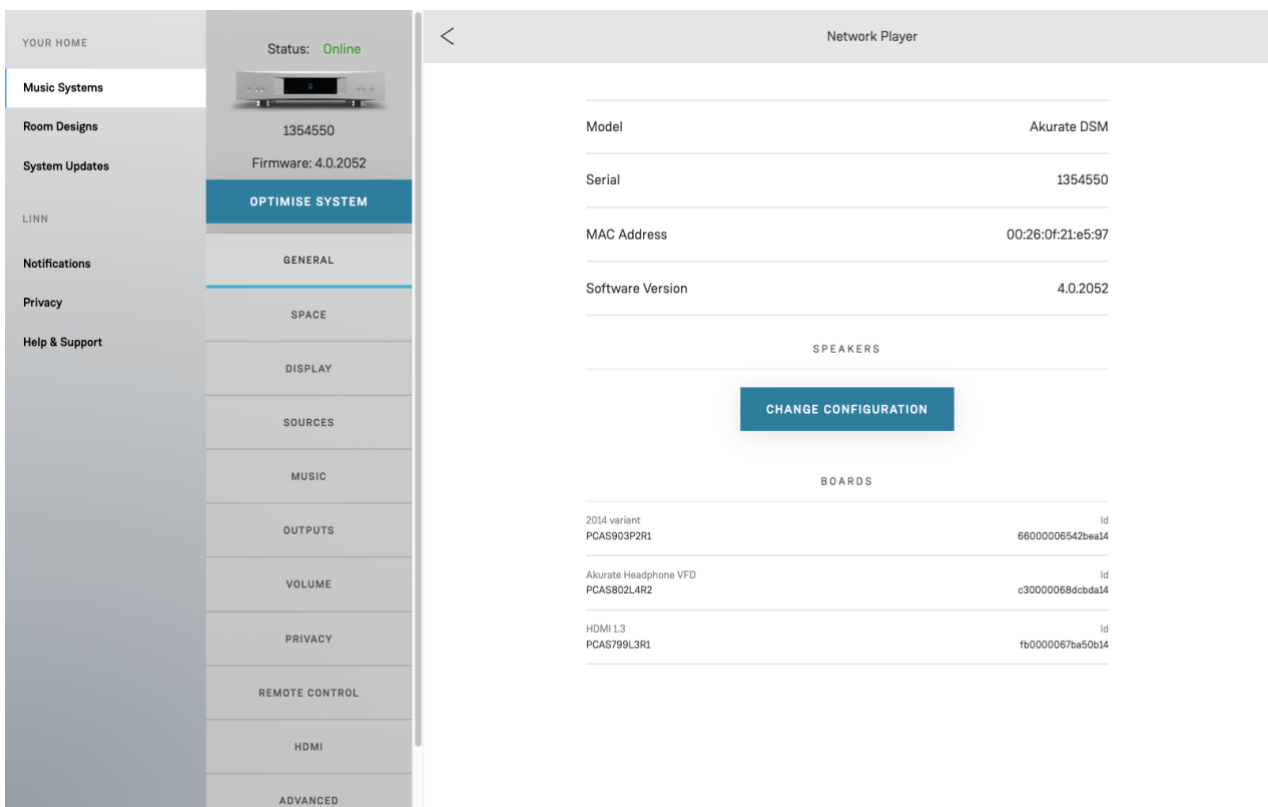 YOUR HOME
Music Systems
Room Designs
System Updates
LINN
Notifications
Privacy
Help & Support
Status: Online
1354550
Firmware: 4.0.2052
OPTIMISE SYSTEM
GENERAL
SPACE
DISPLAY
SOURCES
MUSIC
OUTPUTS
VOLUME
PRIVACY
REMOTE CONTROL
HDMI
ADVANCED
Network Player
Model Akurate DSM
Serial 1354550
MAC Address 00:26:0f:21:e5:97
Software Version 4.0.2052
SPEAKERS
CHANGE CONFIGURATION
BOARDS
2014 variant Id
PCAS903P2R1 66000006542bea14
Akurate Headphone VFD Id
PCAS802L4R2 c30000068dcbda14
HDMI 1.3 Id
PCAS799L3R1 fb0000067ba50b14